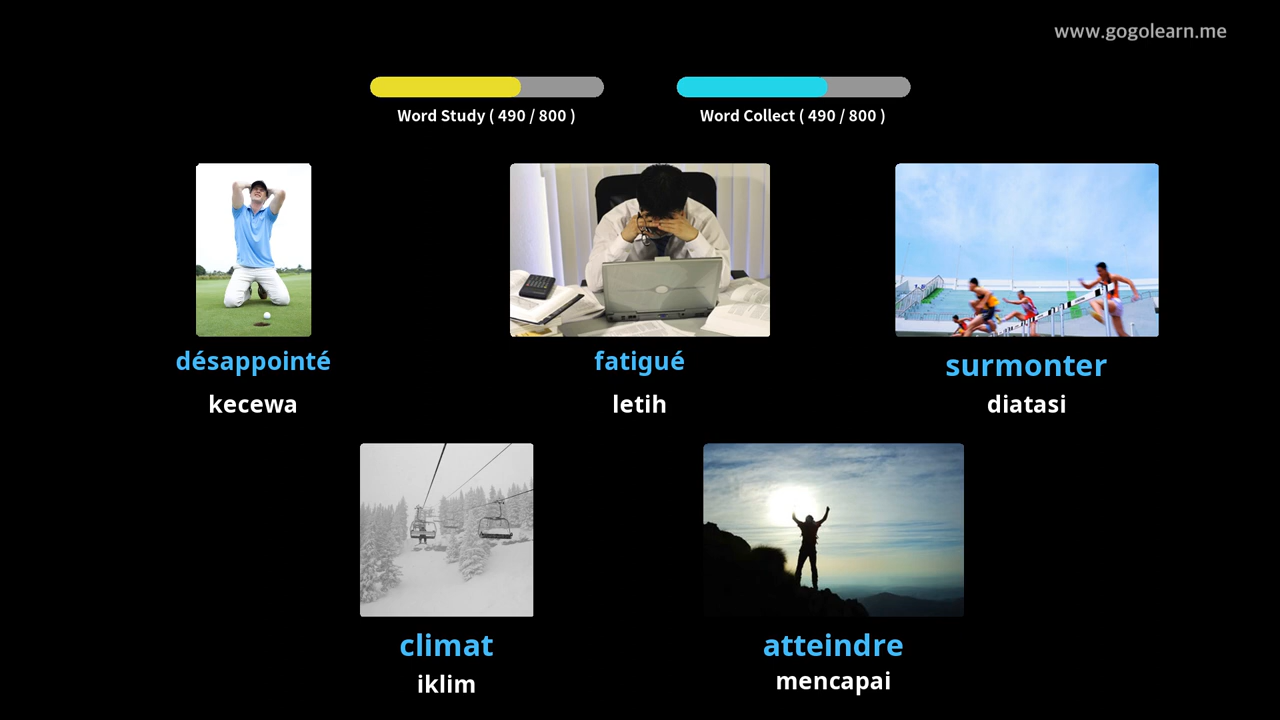 www.gogolearn.me
Word Study ( 490 / 800 )
Word Collect ( 490 / 800 )
désappointé
kecewa
fatigué
letih
surmonter
diatasi
climat
iklim
atteindre
mencapai